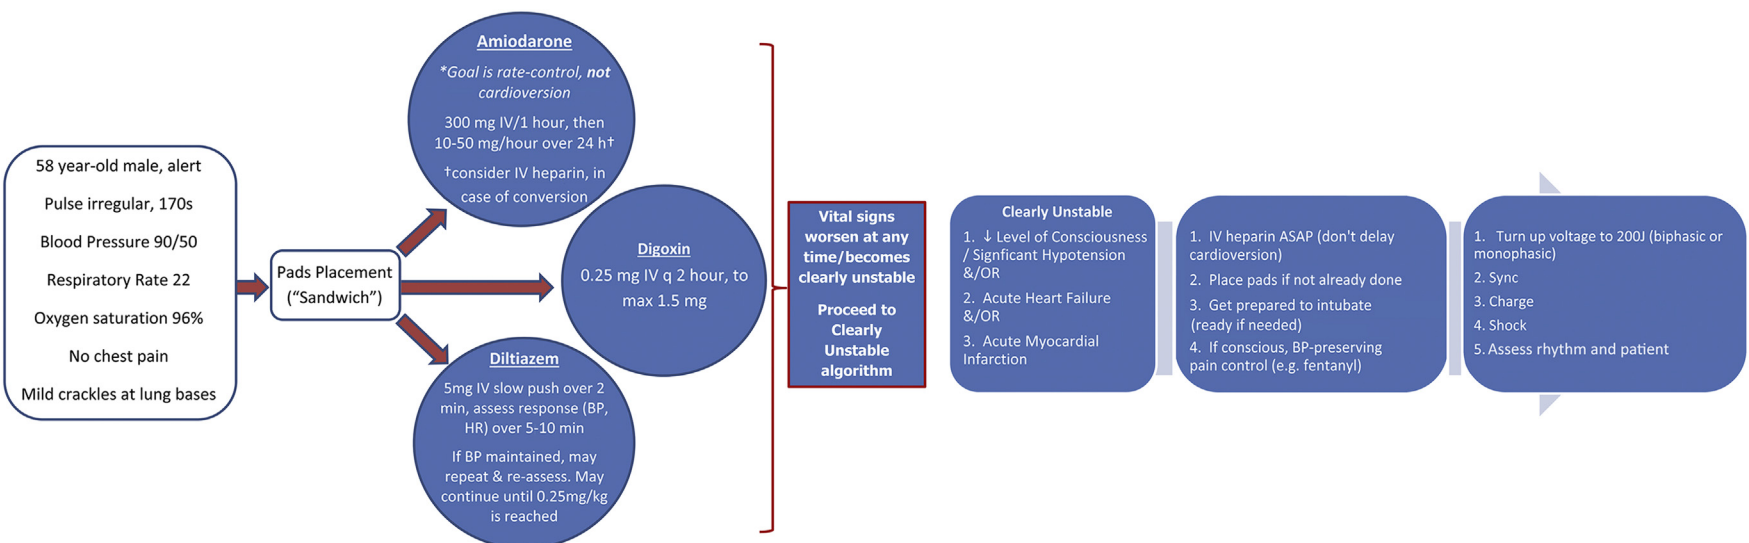 58 year-old male, alert
Pulse irregular, 170s
Blood Pressure 90/50
Respiratory Rate 22
Oxygen saturation 96%
No chest pain
Mild crackles at lung bases
Pads Placement
(“Sandwich”)
Amiodarone
*Goal is rate-control, not
cardioversion
300 mg IV/1 hour, then
10-50 mg/hour over 24 h†
†consider IV heparin, in
case of conversion
Digoxin
0.25 mg IV q 2 hour, to
max 1.5 mg
Diltiazem
5mg IV slow push over 2
min, assess response (BP,
HR) over 5-10 min
If BP maintained, may
repeat & re-assess. May
continue until 0.25mg/kg
is reached
Vital signs
worsen at any
time/becomes
clearly unstable
Proceed to
Clearly
Unstable
algorithm
Clearly Unstable
1. ↓ Level of Consciousness
/ Signficant Hypotension
&/OR
2. Acute Heart Failure
&/OR
3. Acute Myocardial
Infarction
1. IV heparin ASAP (don't delay
cardioversion)
2. Place pads if not already done
3. Get prepared to intubate
(ready if needed)
4. If conscious, BP-preserving
pain control (e.g. fentanyl)
1. Turn up voltage to 200J (biphasic or
monophasic)
2. Sync
3. Charge
4. Shock
5. Assess rhythm and patient